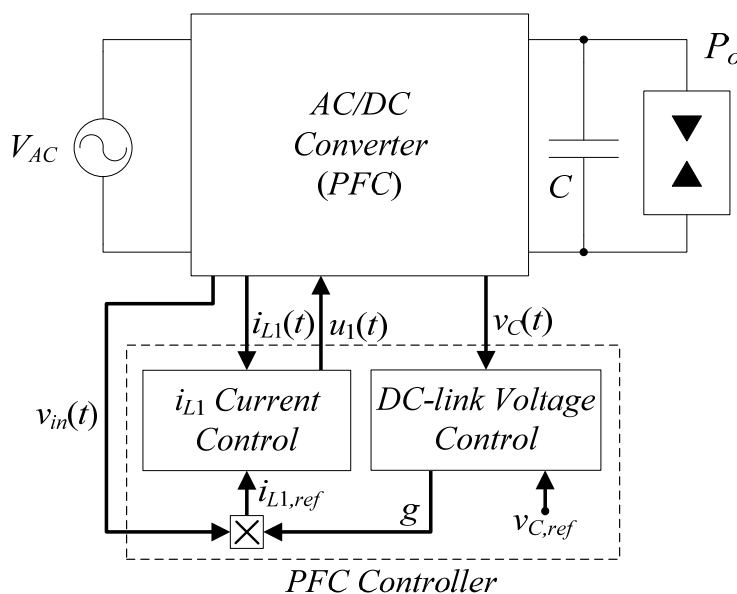 P_o
AC/DC
Converter
(PFC)
V_AC
C
i_L1(t)
u_1(t)
v_C(t)
v_in(t)
i_L1 Current
Control
DC-link Voltage
Control
i_L1,ref
g
v_C,ref
PFC Controller